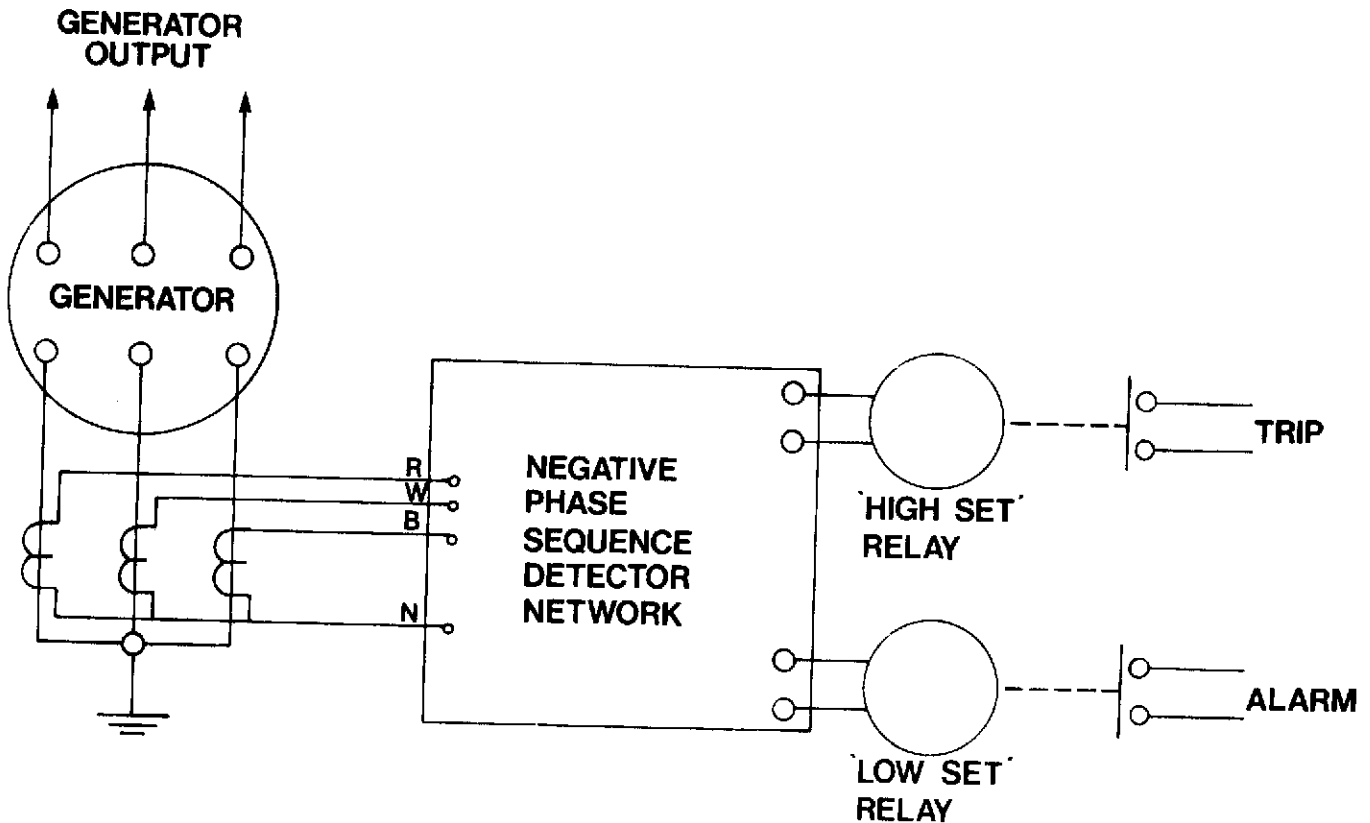 GENERATOR
OUTPUT
GENERATOR
R
W
B
N
NEGATIVE
PHASE
SEQUENCE
DETECTOR
NETWORK
'HIGH SET'
RELAY
TRIP
'LOW SET'
RELAY
ALARM